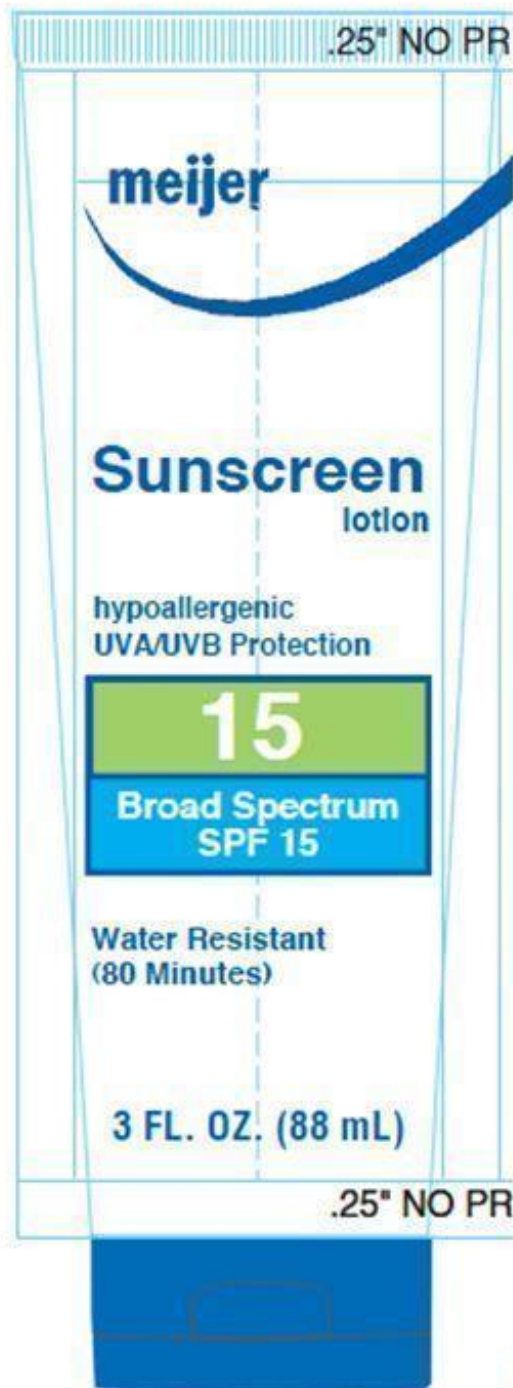 .25" NO PR
meijer
Sunscreen
lotion
hypoallergenic
UVA/UVB Protection
15
Broad Spectrum
SPF 15
Water Resistant
(80 Minutes)
3 FL. OZ. (88 mL)
.25" NO PR